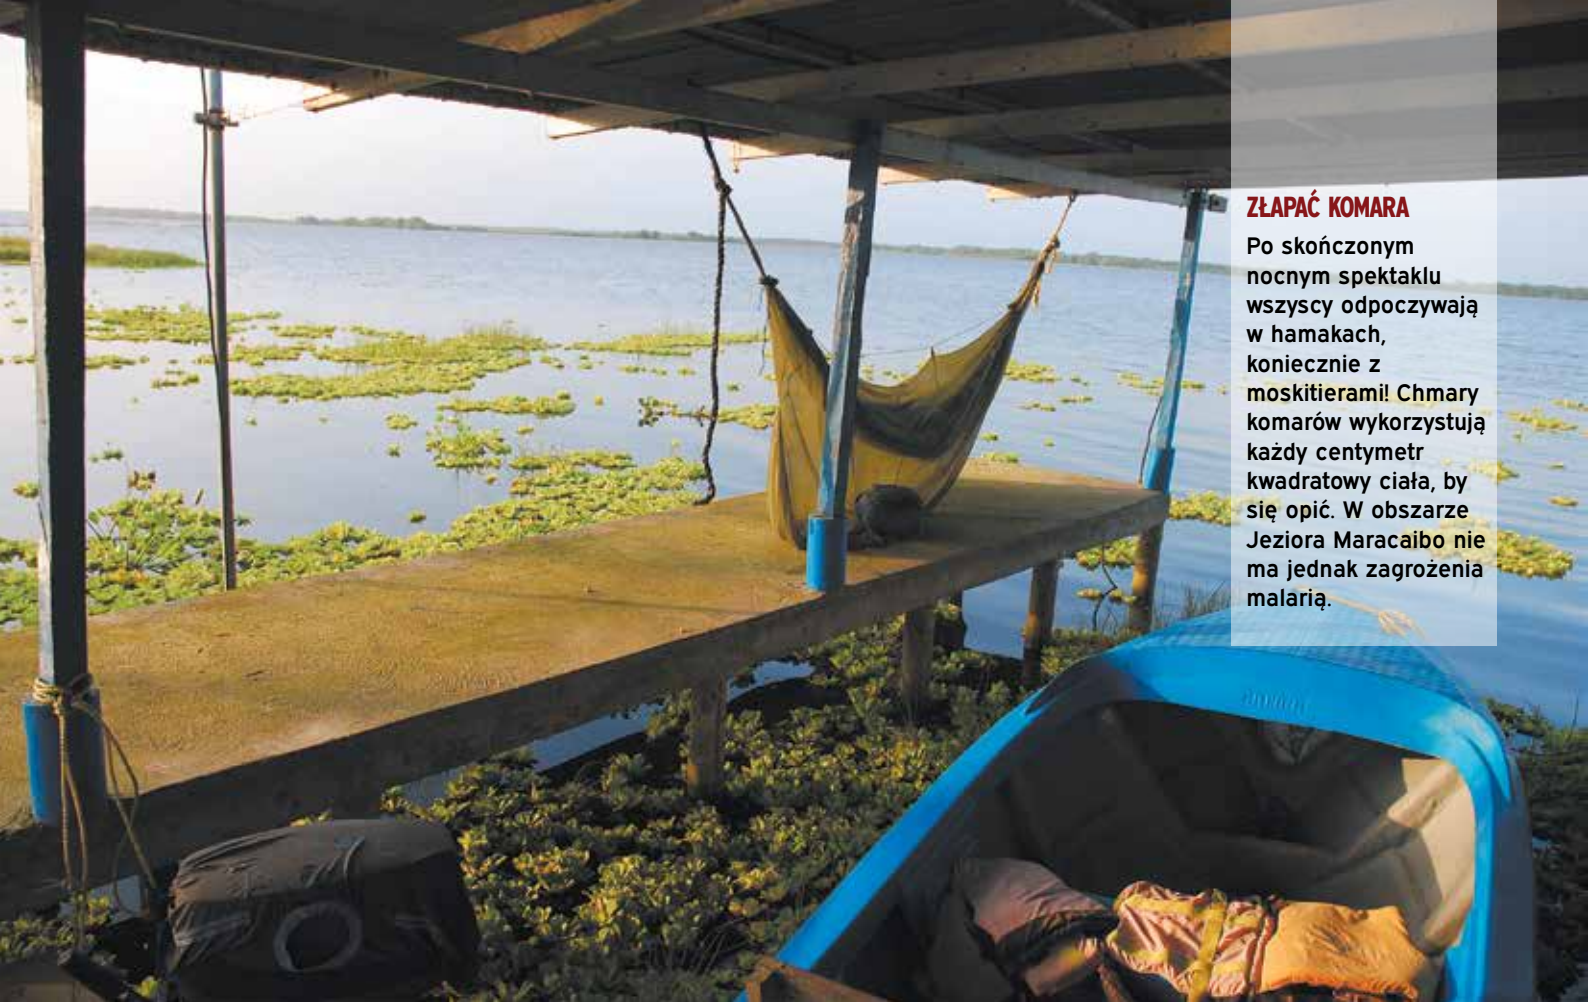 ZŁAPAĆ KOMARA
Po skończonym
nocnym spektaklu
wszyscy odpoczywają
w hamakach,
koniecznie z
moskitierami! Chmary
komarów wykorzystują
każdy centymetr
kwadratowy ciała, by
się opić. W obszarze
Jeziora Maracaibo nie
ma jednak zagrożenia
malarią.